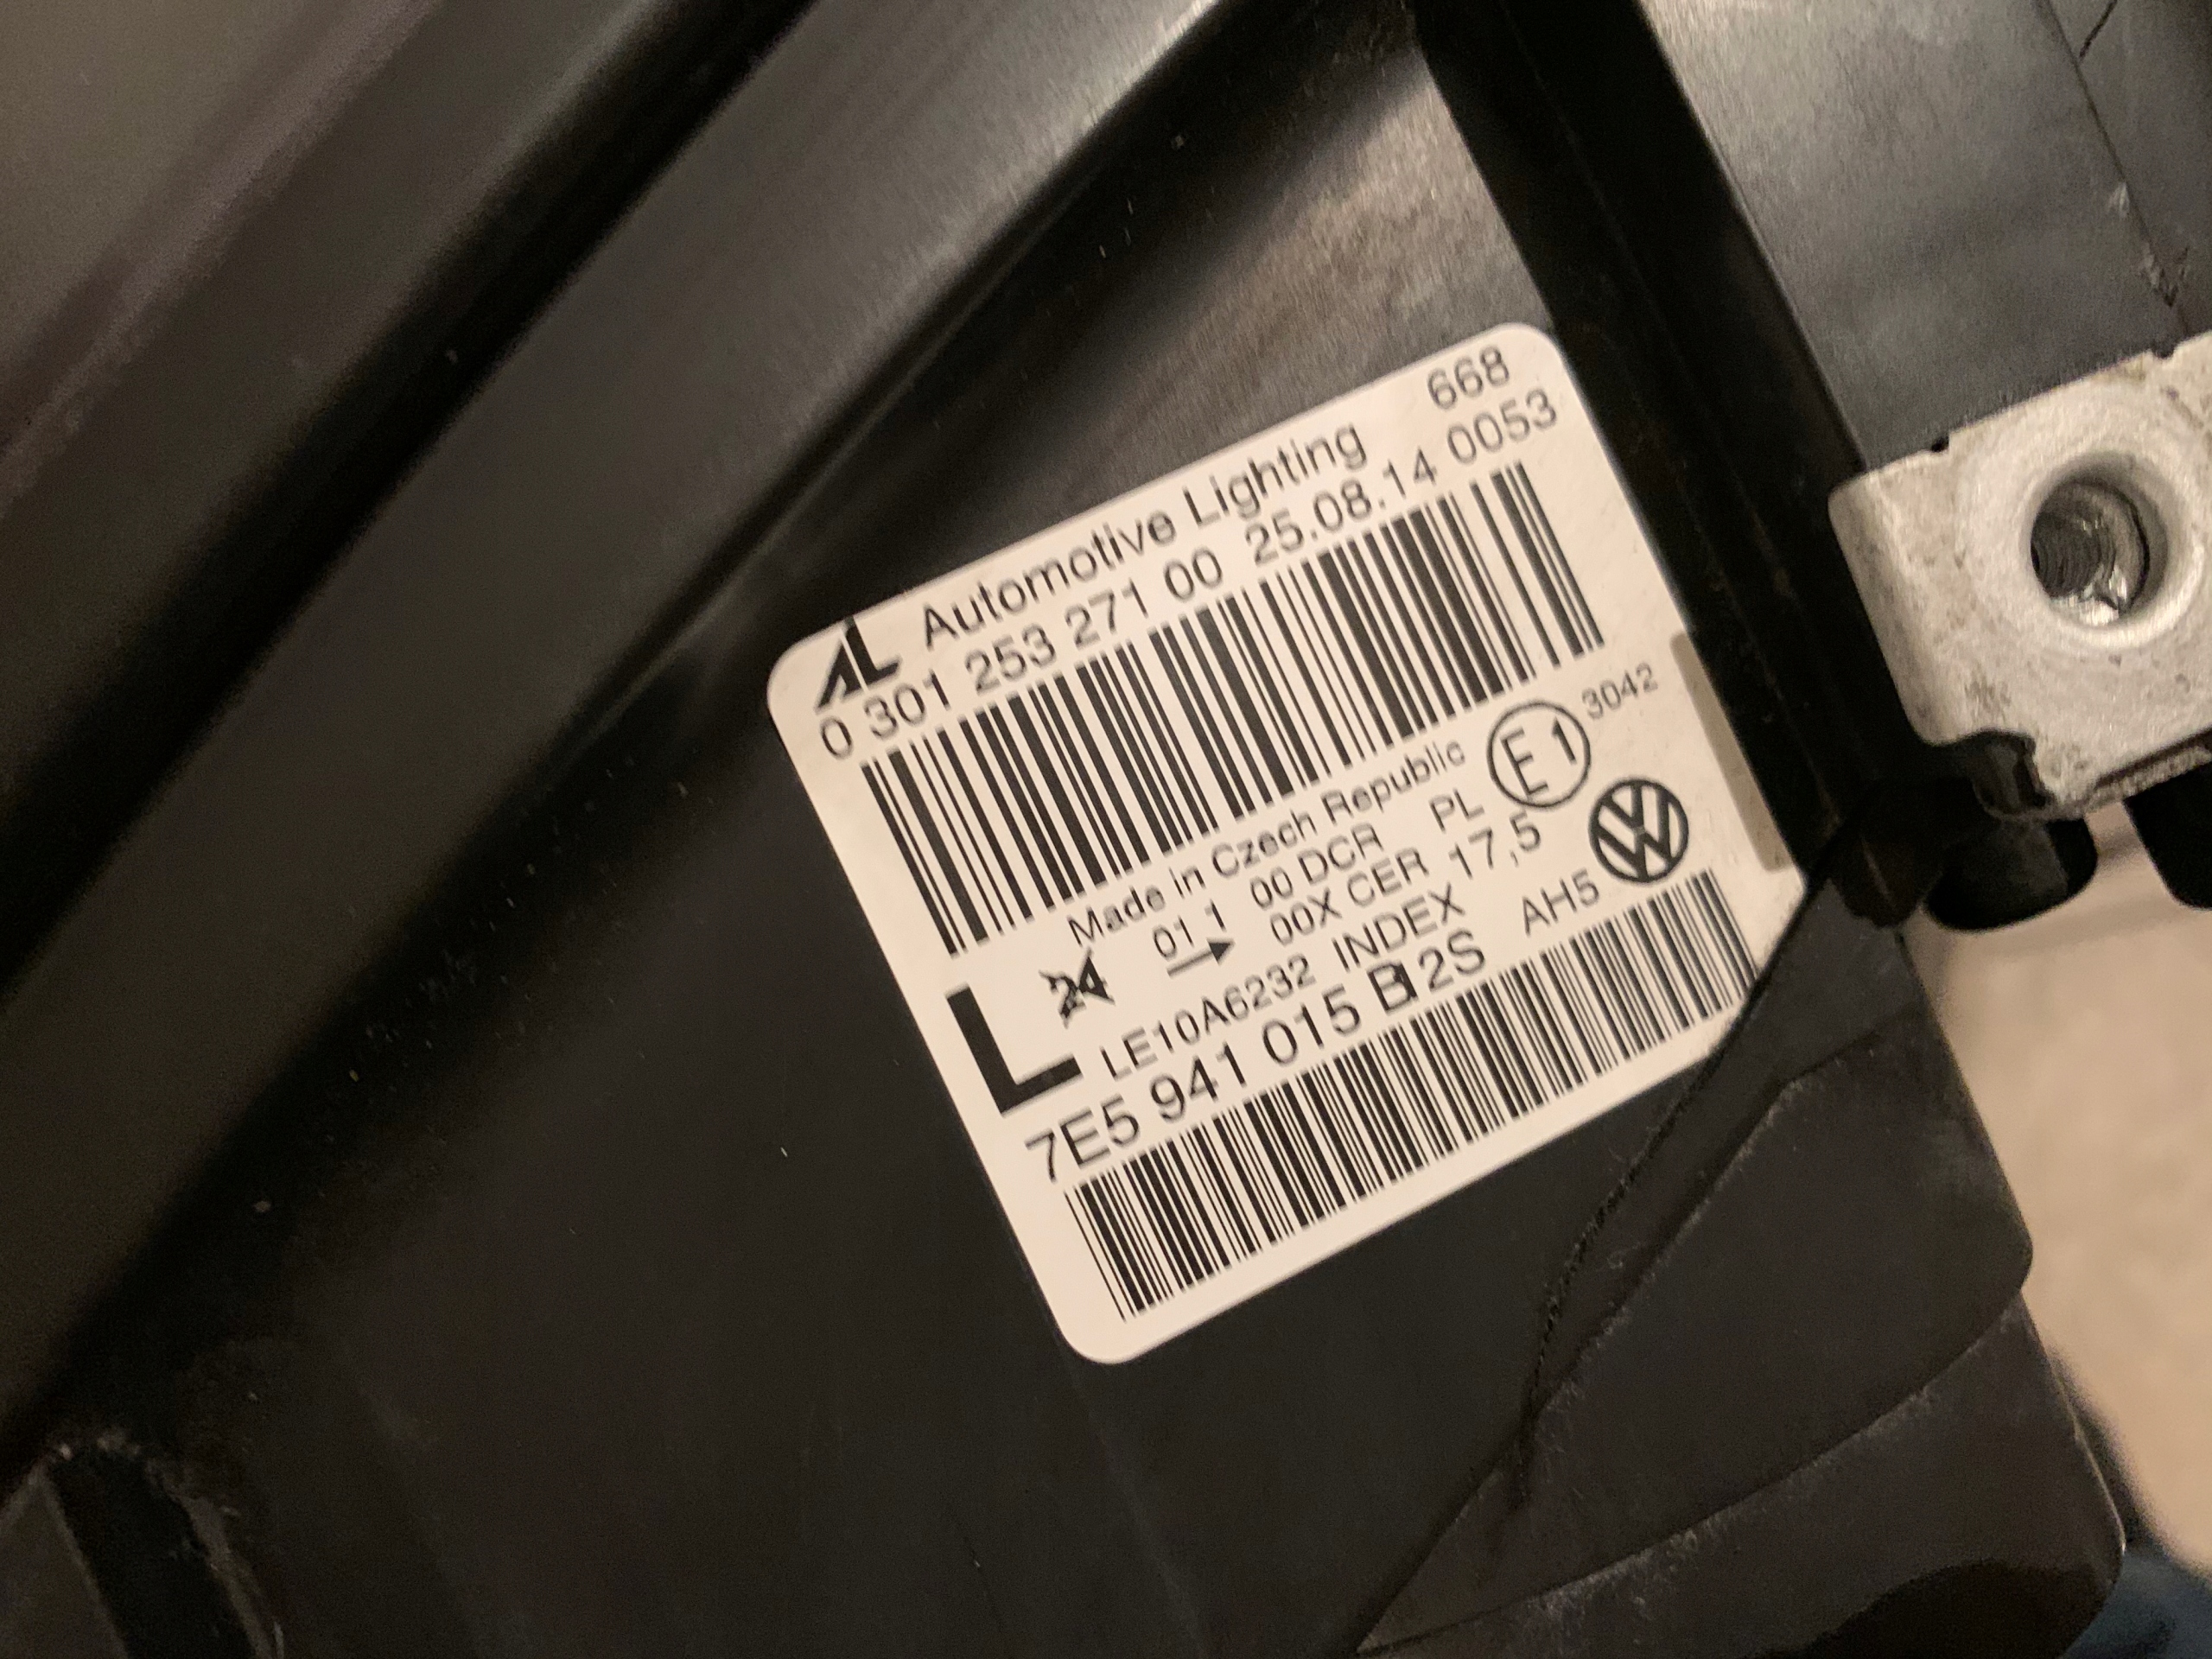 AL Automotive Lighting 668
0 301 253 271 00 25.08.14 0053
Made in Czech Republic
E1 3042
01 1 00 DCR PL
00X CER 17,5
L LE10A6232 INDEX
7E5 941 015 2S AH5
VW